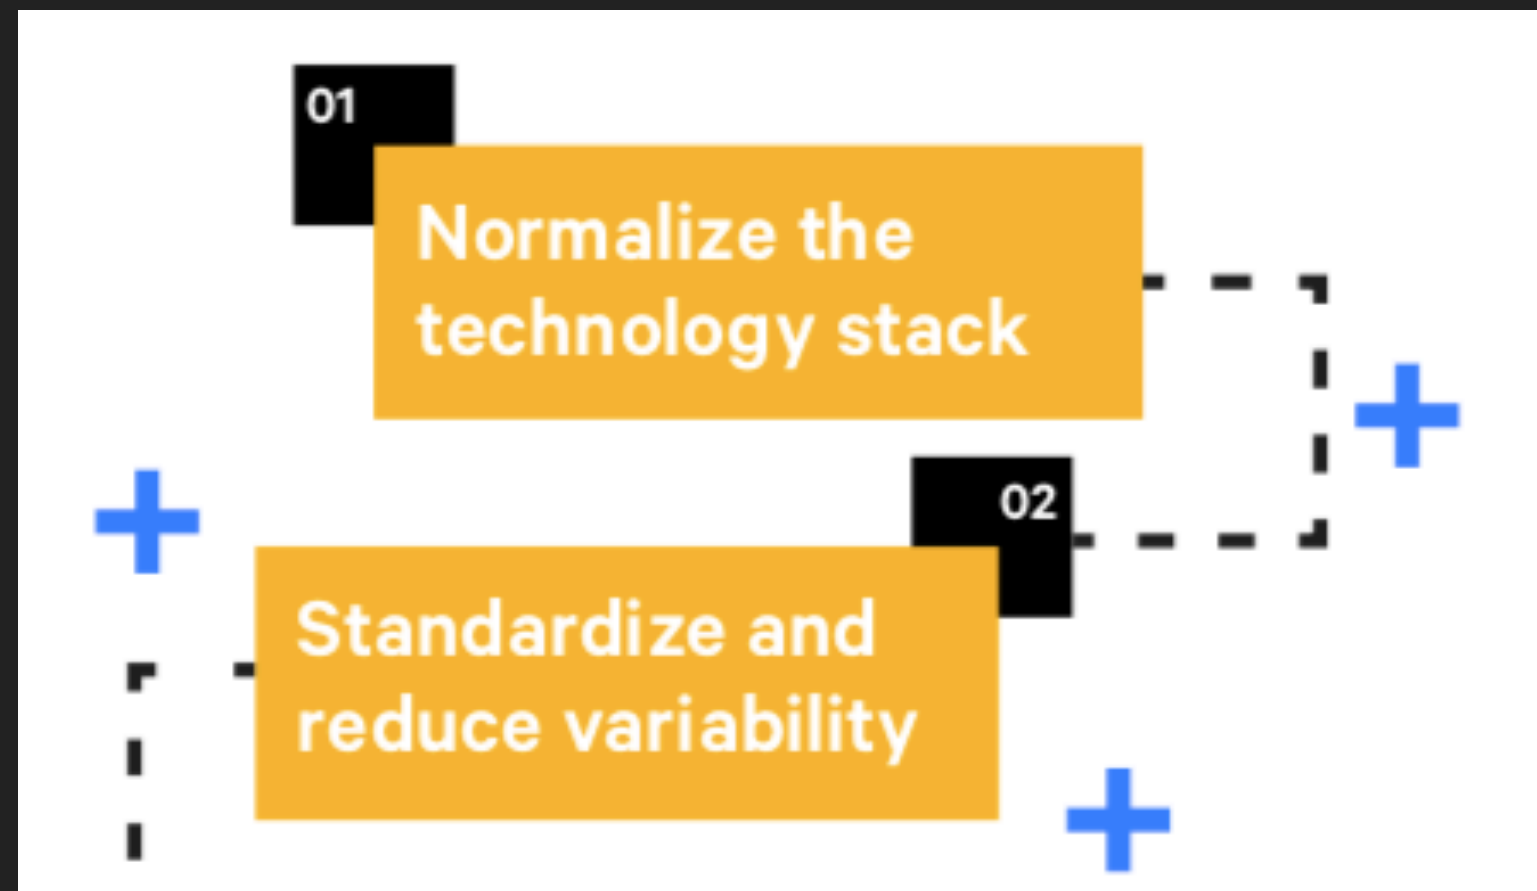 01
Normalize the
technology stack
02
Standardize and
reduce variability